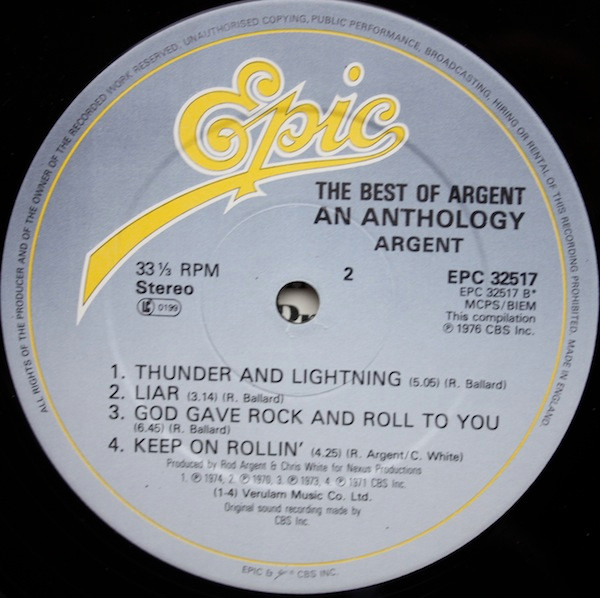 ALL RIGHTS OF THE PRODUCER AND OF THE OWNER OF THE RECORDED WORK RESERVED. UNAUTHORISED COPYING, PUBLIC PERFORMANCE, BROADCASTING, HIRING OR RENTAL OF THIS RECORDING PROHIBITED. MADE IN ENGLAND.
Epic
THE BEST OF ARGENT
AN ANTHOLOGY
ARGENT
33⅓ RPM
Stereo
LC 0199
2
EPC 32517
EPC 32517 B*
MCPS/BIEM
This compilation
℗ 1976 CBS Inc.
1. THUNDER AND LIGHTNING (5.05) (R. Ballard)
2. LIAR (3.14) (R. Ballard)
3. GOD GAVE ROCK AND ROLL TO YOU
(6.45) (R. Ballard)
4. KEEP ON ROLLIN' (4.25) (R. Argent/C. White)
Produced by Rod Argent & Chris White for Nexus Productions
1. ℗ 1974, 2. ℗ 1970, 3. ℗ 1973, 4. ℗ 1971 CBS Inc.
(1-4) Verulam Music Co. Ltd.
Original sound recording made by
CBS Inc.
EPIC & ® CBS INC.